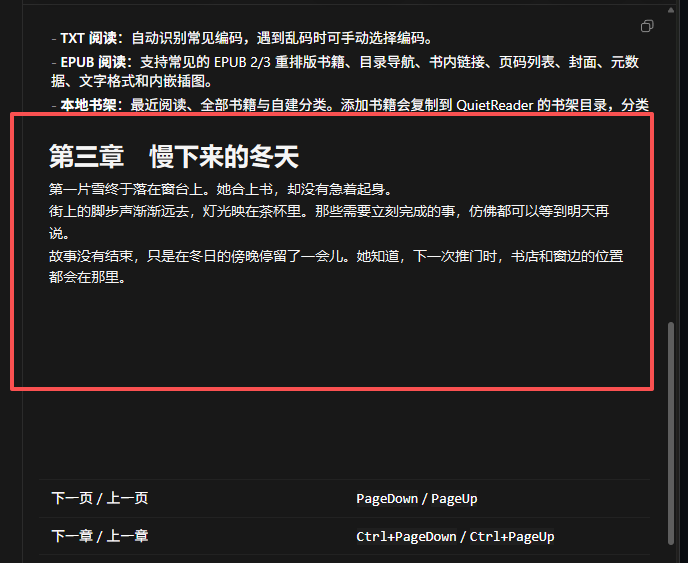 - TXT 阅读：自动识别常见编码，遇到乱码时可手动选择编码。
- EPUB 阅读：支持常见的 EPUB 2/3 重排版书籍、目录导航、书内链接、页码列表、封面、元数
据、文字格式和内嵌插图。
- 本地书架：最近阅读、全部书籍与自建分类。添加书籍会复制到 QuietReader 的书架目录，分类
第三章　慢下来的冬天
第一片雪终于落在窗台上。她合上书，却没有急着起身。
街上的脚步声渐渐远去，灯光映在茶杯里。那些需要立刻完成的事，仿佛都可以等到明天再
说。
故事没有结束，只是在冬日的傍晚停留了一会儿。她知道，下一次推门时，书店和窗边的位置
都会在那里。
下一页 / 上一页 PageDown / PageUp
下一章 / 上一章 Ctrl+PageDown / Ctrl+PageUp